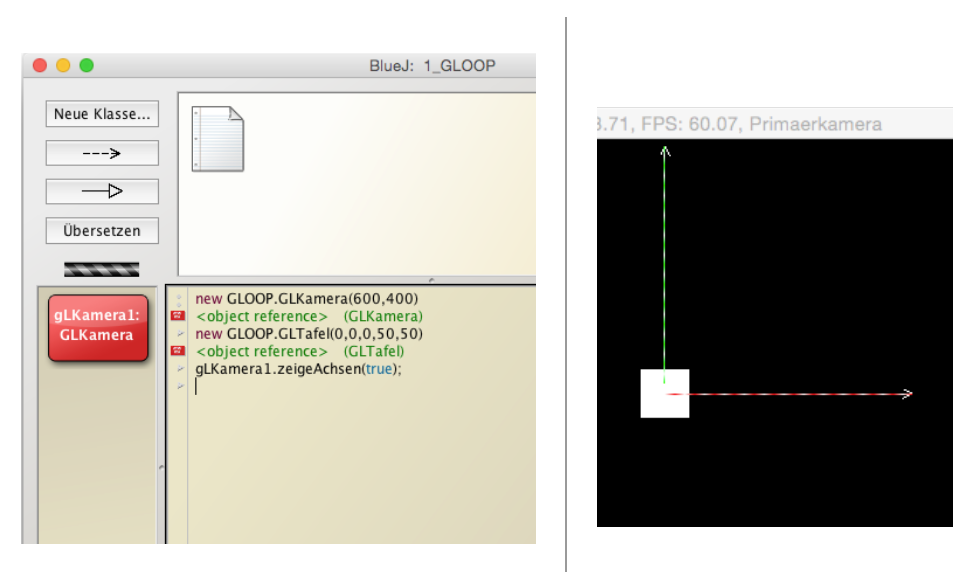 BlueJ: 1_GLOOP
Neue Klasse...
Übersetzen
gLKamera1:
GLKamera
new GLOOP.GLKamera(600,400)
<object reference> (GLKamera)
new GLOOP.GLTafel(0,0,0,50,50)
<object reference> (GLTafel)
gLKamera1.zeigeAchsen(true);
.71, FPS: 60.07, Primaerkamera